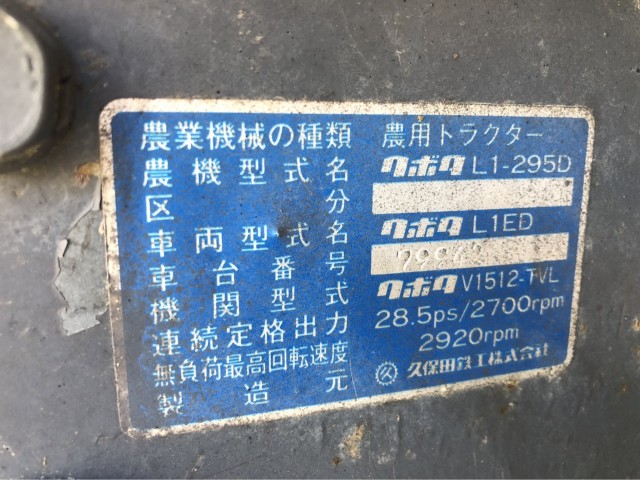 農業機械の種類 農用トラクター
農機型式名 クボタ L1-295D
区分
車両型式名 クボタ L1ED
車台番号
機関型式 クボタ V1512-TVL
連続定格出力 28.5ps/2700rpm
無負荷最高回転速度 2920rpm
製造元 久保田鉄工株式会社